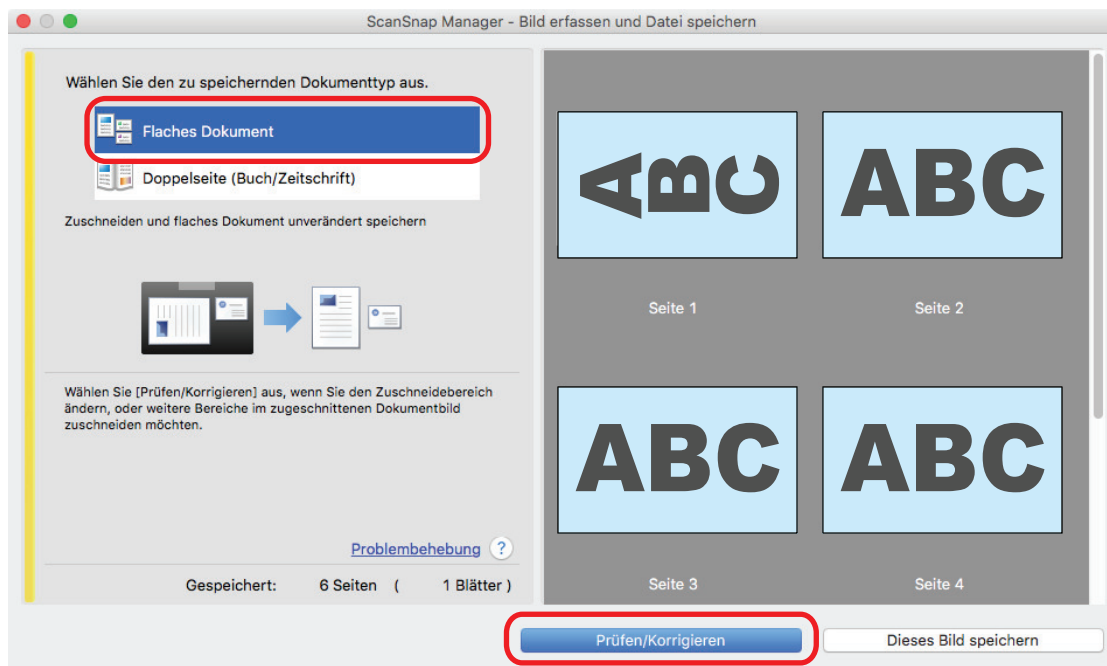 ScanSnap Manager - Bild erfassen und Datei speichern
Wählen Sie den zu speichernden Dokumenttyp aus.
Flaches Dokument
Doppelseite (Buch/Zeitschrift)
Zuschneiden und flaches Dokument unverändert speichern
Wählen Sie [Prüfen/Korrigieren] aus, wenn Sie den Zuschneidebereich
ändern, oder weitere Bereiche im zugeschnittenen Dokumentbild
zuschneiden möchten.
Problembehebung ?
Gespeichert: 6 Seiten ( 1 Blätter )
ABC
ABC
Seite 1
Seite 2
ABC
ABC
Seite 3
Seite 4
Prüfen/Korrigieren
Dieses Bild speichern